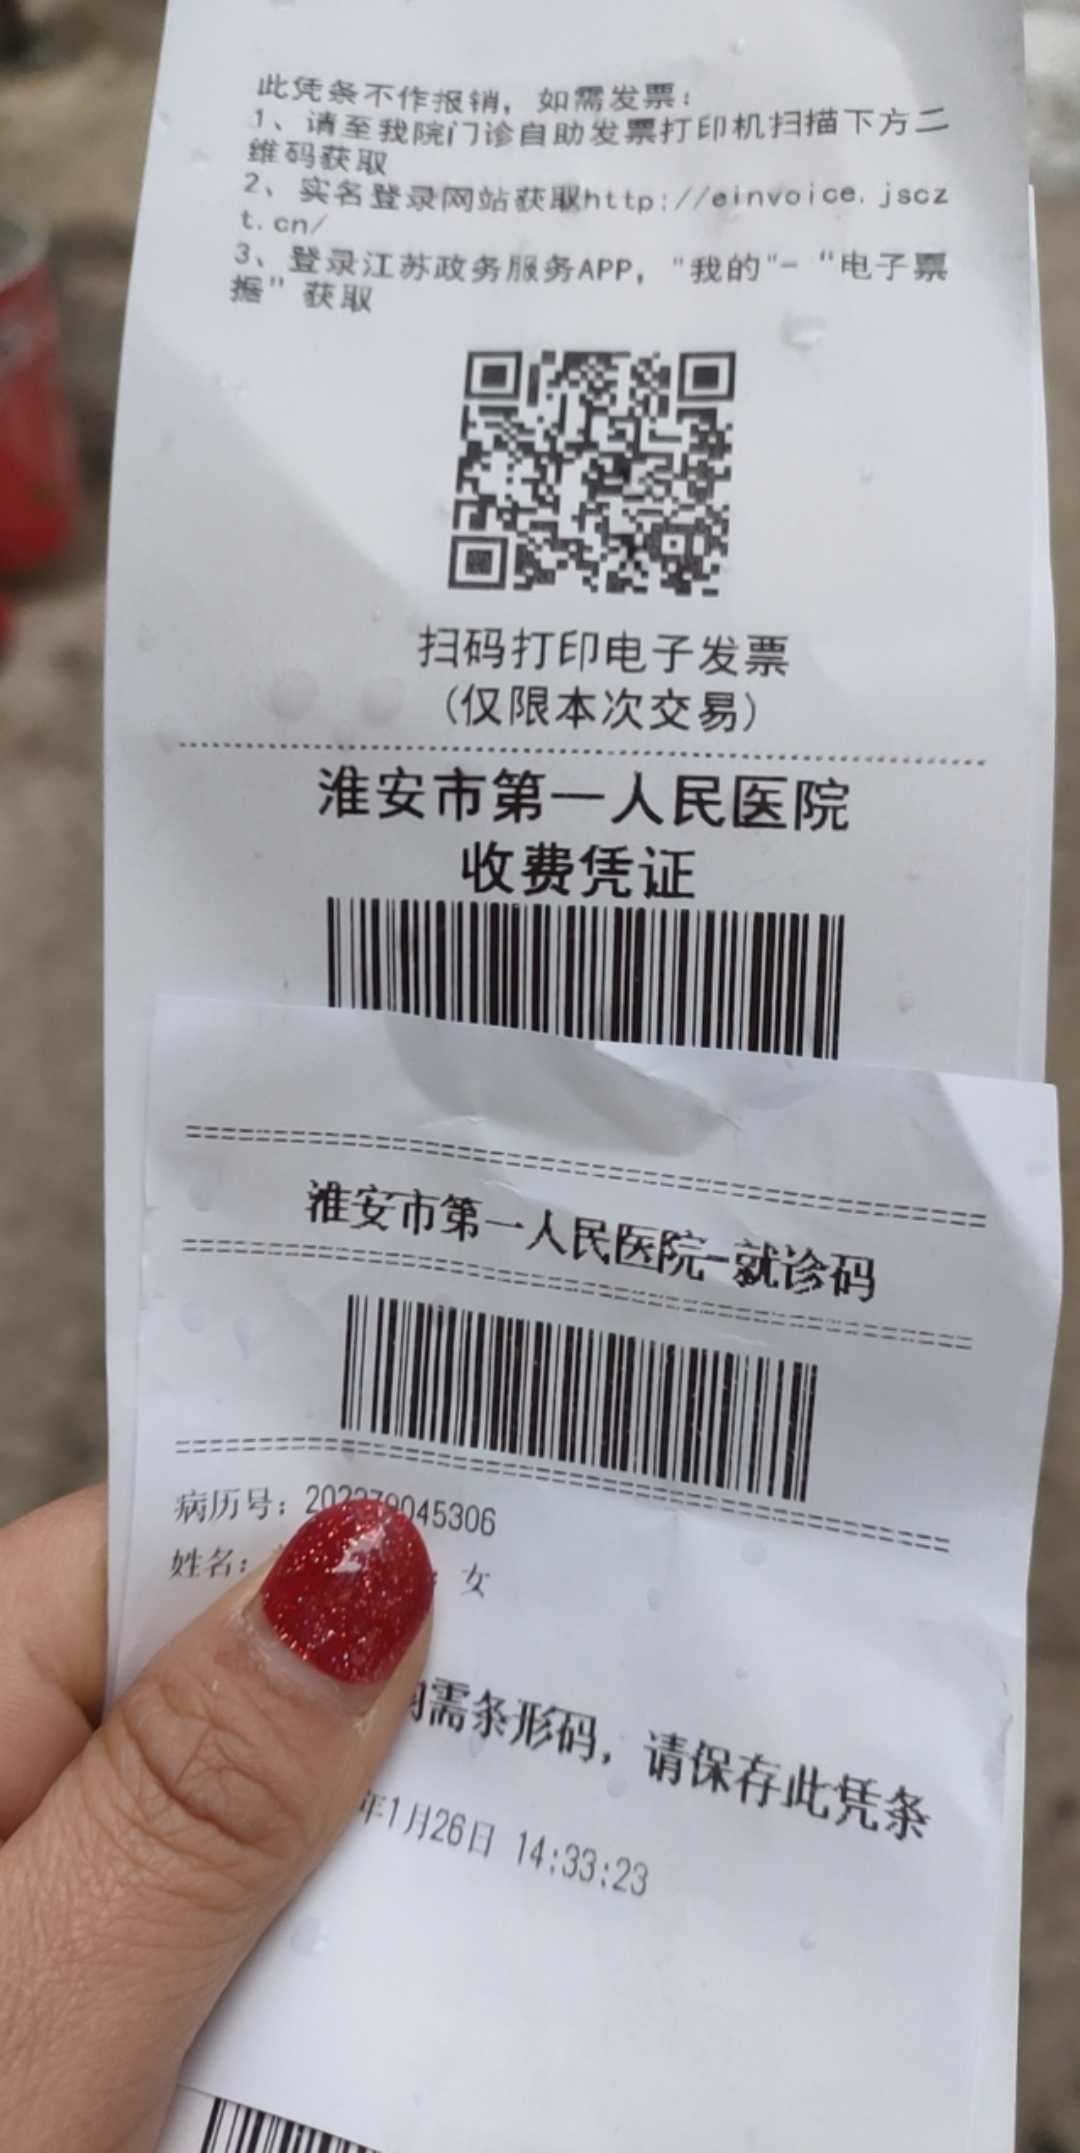 此凭条不作报销，如需发票：
1、请至我院门诊自助发票打印机扫描下方二
维码获取
2、实名登录网站获取http://einvoice.jscz
t.cn/
3、登录江苏政务服务APP，"我的"-“电子票
据”获取
扫码打印电子发票
(仅限本次交易)
淮安市第一人民医院
收费凭证
淮安市第一人民医院-就诊码
病历号：045306
姓名：女
需条形码，请保存此凭条
年1月26日 14:33:23